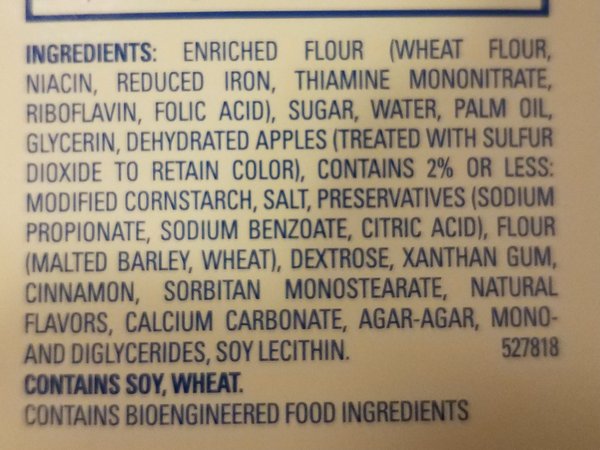 INGREDIENTS: ENRICHED FLOUR (WHEAT FLOUR,
NIACIN, REDUCED IRON, THIAMINE MONONITRATE,
RIBOFLAVIN, FOLIC ACID), SUGAR, WATER, PALM OIL,
GLYCERIN, DEHYDRATED APPLES (TREATED WITH SULFUR
DIOXIDE TO RETAIN COLOR), CONTAINS 2% OR LESS:
MODIFIED CORNSTARCH, SALT, PRESERVATIVES (SODIUM
PROPIONATE, SODIUM BENZOATE, CITRIC ACID), FLOUR
(MALTED BARLEY, WHEAT), DEXTROSE, XANTHAN GUM,
CINNAMON, SORBITAN MONOSTEARATE, NATURAL
FLAVORS, CALCIUM CARBONATE, AGAR-AGAR, MONO-
AND DIGLYCERIDES, SOY LECITHIN. 527818
CONTAINS SOY, WHEAT.
CONTAINS BIOENGINEERED FOOD INGREDIENTS